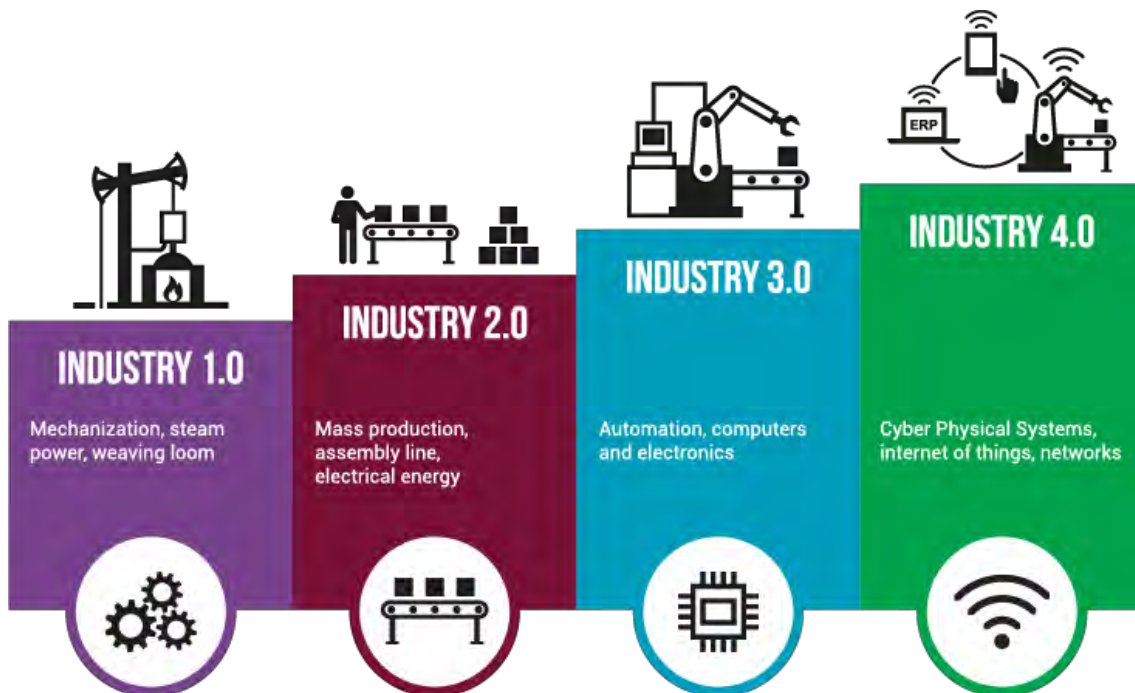 ERP
INDUSTRY 4.0
INDUSTRY 3.0
INDUSTRY 2.0
INDUSTRY 1.0
Mechanization, steam
power, weaving loom
Mass production,
assembly line,
electrical energy
Automation, computers
and electronics
Cyber Physical Systems,
internet of things, networks